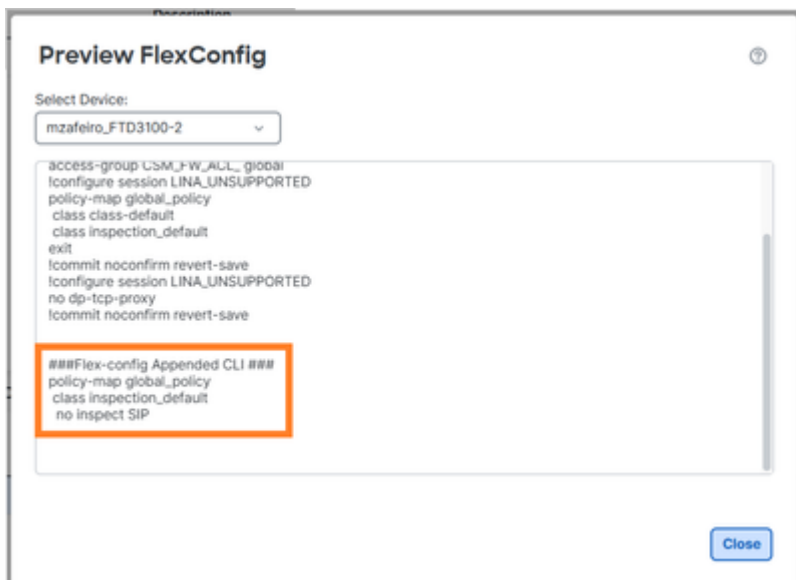 Description
Preview FlexConfig
Select Device:
mzafeiro_FTD3100-2
access-group CSM_FW_ACL_ global
!configure session LINA_UNSUPPORTED
policy-map global_policy
class class-default
class inspection_default
exit
!commit noconfirm revert-save
!configure session LINA_UNSUPPORTED
no dp-tcp-proxy
!commit noconfirm revert-save
###Flex-config Appended CLI ###
policy-map global_policy
class inspection_default
no inspect SIP
Close